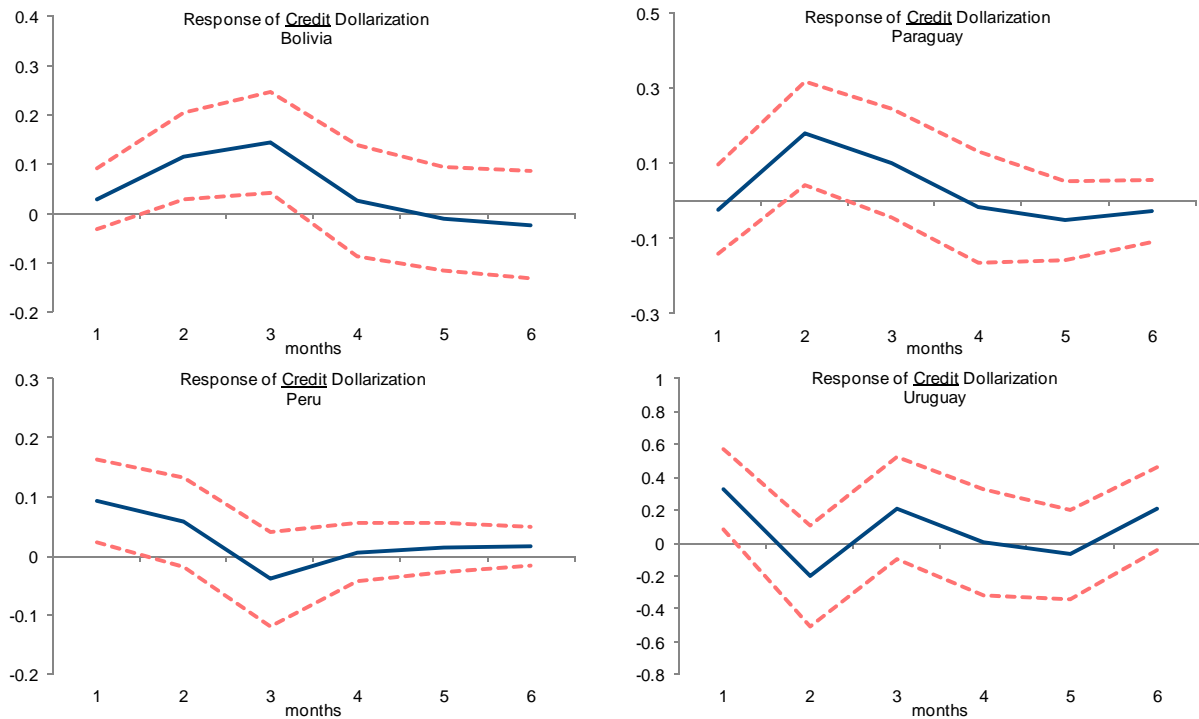 Response of Credit Dollarization
Bolivia
0.4
0.3
0.2
0.1
0
-0.1
-0.2
1 2 3 4 5 6
months
Response of Credit Dollarization
Paraguay
0.5
0.3
0.1
-0.1
-0.3
1 2 3 4 5 6
months
Response of Credit Dollarization
Peru
0.3
0.2
0.1
0
-0.1
-0.2
1 2 3 4 5 6
months
Response of Credit Dollarization
Uruguay
1
0.8
0.6
0.4
0.2
0
-0.2
-0.4
-0.6
-0.8
1 2 3 4 5 6
months